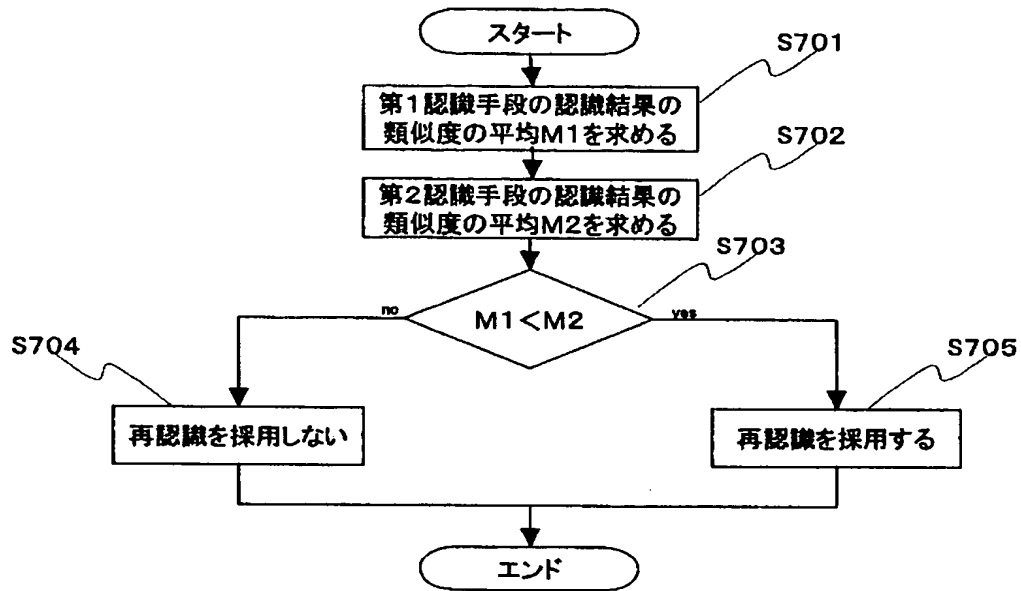 スタート
S701
第1認識手段の認識結果の
類似度の平均M1を求める
S702
第2認識手段の認識結果の
類似度の平均M2を求める
S703
M1<M2
no
yes
S704
S705
再認識を採用しない
再認識を採用する
エンド